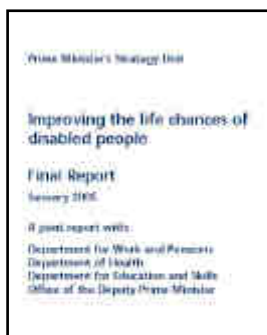 Prime Minister's Strategy Unit
Improving the life chances of
disabled people
Final Report
January 2005
A joint report with:
Department for Work and Pensions
Department of Health
Department for Education and Skills
Office of the Deputy Prime Minister